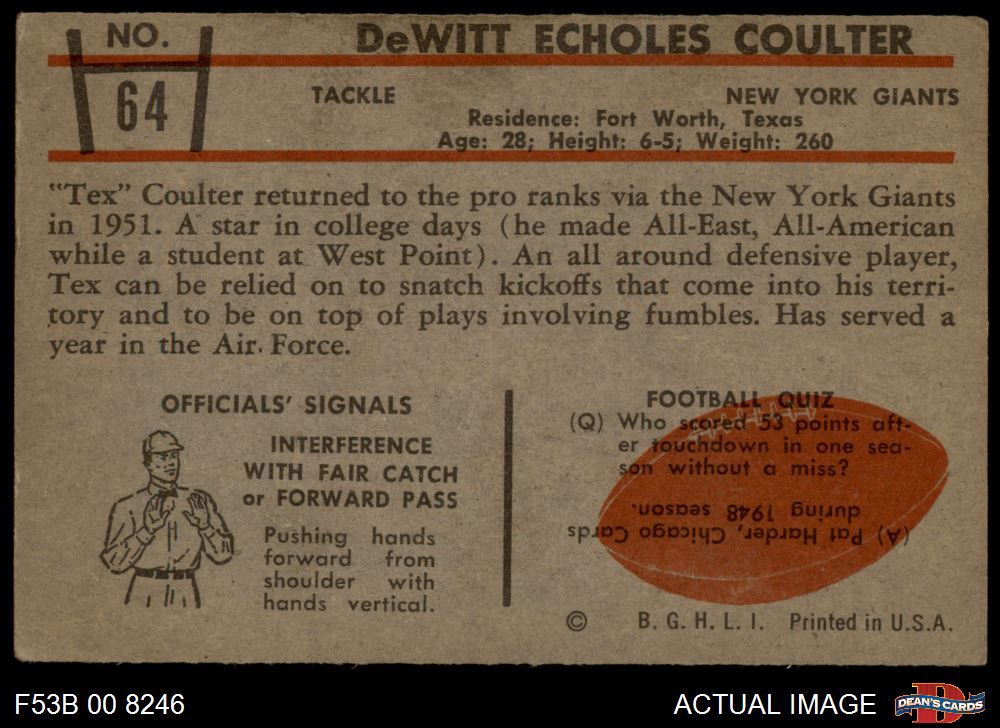 NO.
64
DeWITT ECHOLES COULTER
TACKLE
NEW YORK GIANTS
Residence: Fort Worth, Texas
Age: 28; Height: 6-5; Weight: 260
"Tex" Coulter returned to the pro ranks via the New York Giants
in 1951. A star in college days (he made All-East, All-American
while a student at West Point). An all around defensive player,
Tex can be relied on to snatch kickoffs that come into his terri-
tory and to be on top of plays involving fumbles. Has served a
year in the Air Force.
OFFICIALS' SIGNALS
INTERFERENCE
WITH FAIR CATCH
or FORWARD PASS
Pushing hands
forward from
shoulder with
hands vertical.
FOOTBALL QUIZ
(Q) Who scored 53 points aft-
er touchdown in one sea-
son without a miss?
(A) Pat Harder, Chicago Cards
during 1948 season.
© B. G. H. L. I. Printed in U.S.A.
F53B 00 8246
ACTUAL IMAGE
D
DEAN'S CARDS